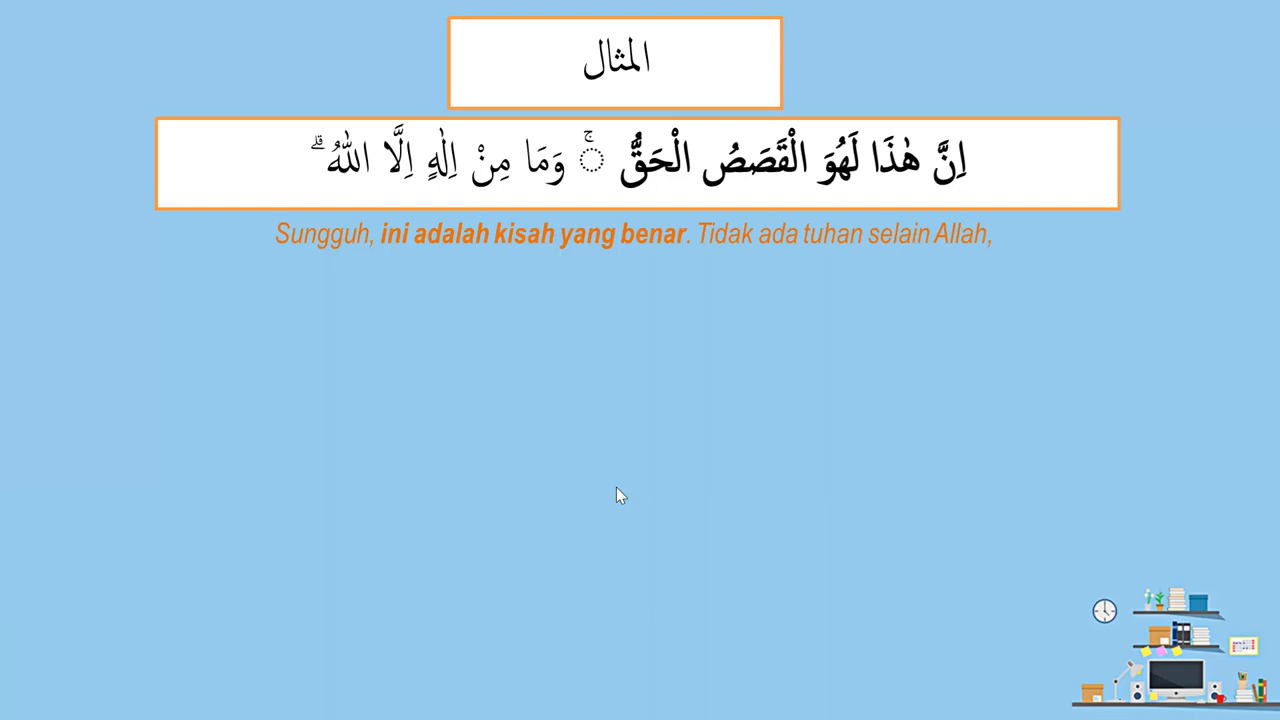 المثال
اِنَّ هٰذَا لَهُوَ الْقَصَصُ الْحَقُّ ۚ وَمَا مِنْ اِلٰهٍ اِلَّا اللّٰهُ ۗ
Sungguh, ini adalah kisah yang benar. Tidak ada tuhan selain Allah,